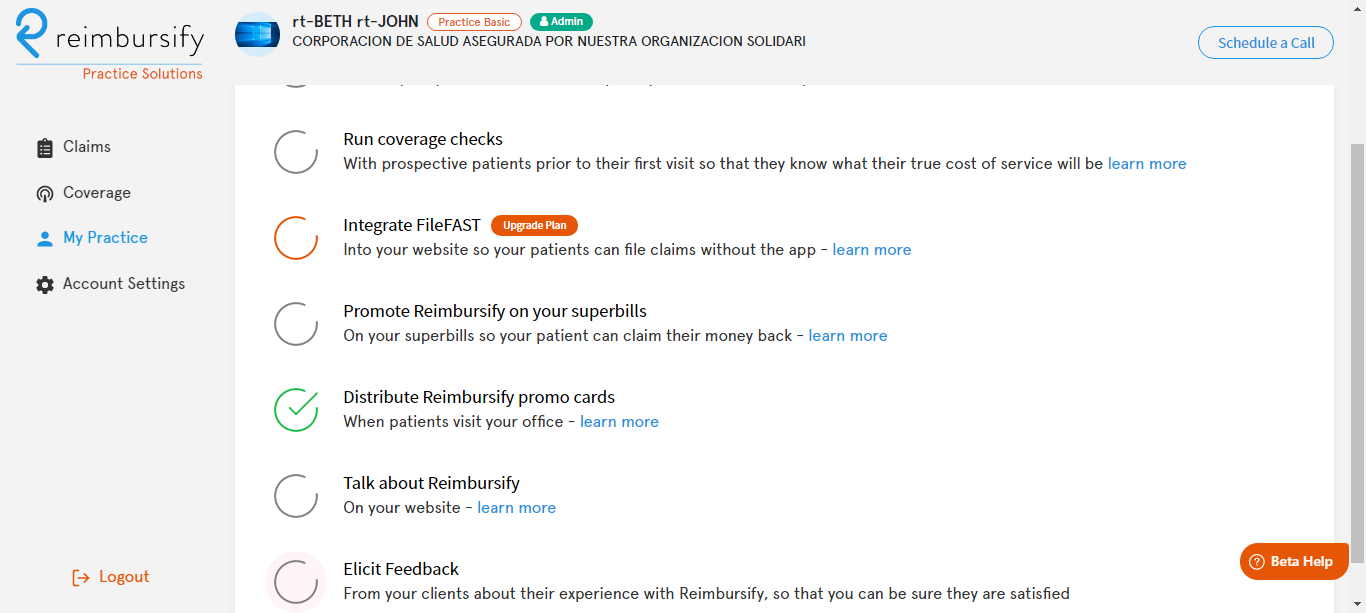 reimbursify
Practice Solutions
rt-BETH rt-JOHN Practice Basic Admin
CORPORACION DE SALUD ASEGURADA POR NUESTRA ORGANIZACION SOLIDARI
Schedule a Call
Claims
Coverage
My Practice
Account Settings
Logout
Run coverage checks
With prospective patients prior to their first visit so that they know what their true cost of service will be learn more
Integrate FileFAST Upgrade Plan
Into your website so your patients can file claims without the app - learn more
Promote Reimbursify on your superbills
On your superbills so your patient can claim their money back - learn more
Distribute Reimbursify promo cards
When patients visit your office - learn more
Talk about Reimbursify
On your website - learn more
Elicit Feedback
From your clients about their experience with Reimbursify, so that you can be sure they are satisfied
? Beta Help